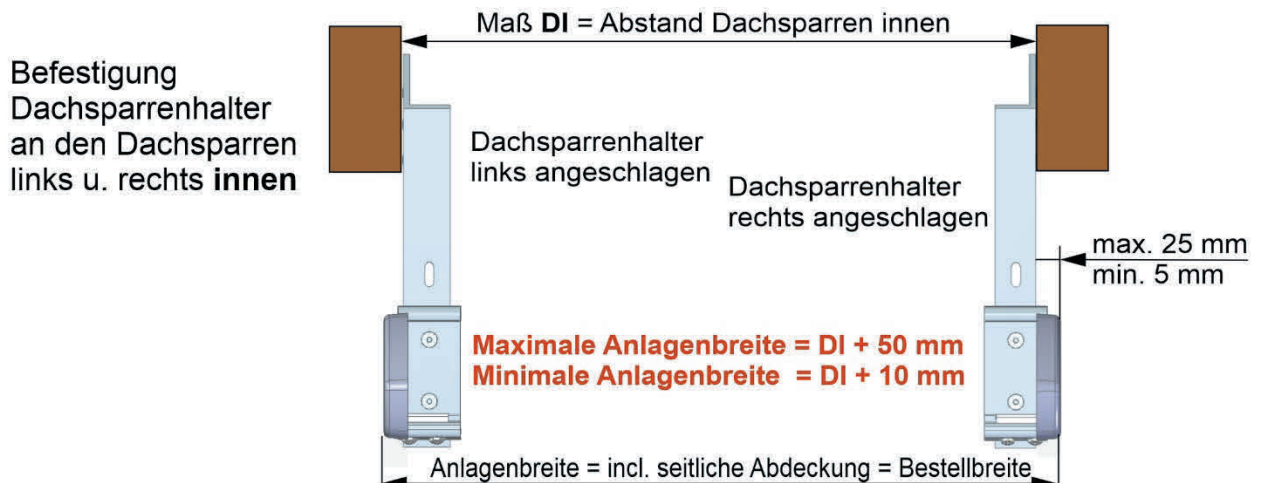 Maß DI = Abstand Dachsparren innen
Befestigung
Dachsparrenhalter
an den Dachsparren
links u. rechts innen
Dachsparrenhalter
links angeschlagen
Dachsparrenhalter
rechts angeschlagen
max. 25 mm
min. 5 mm
Maximale Anlagenbreite = DI + 50 mm
Minimale Anlagenbreite = DI + 10 mm
Anlagenbreite = incl. seitliche Abdeckung = Bestellbreite